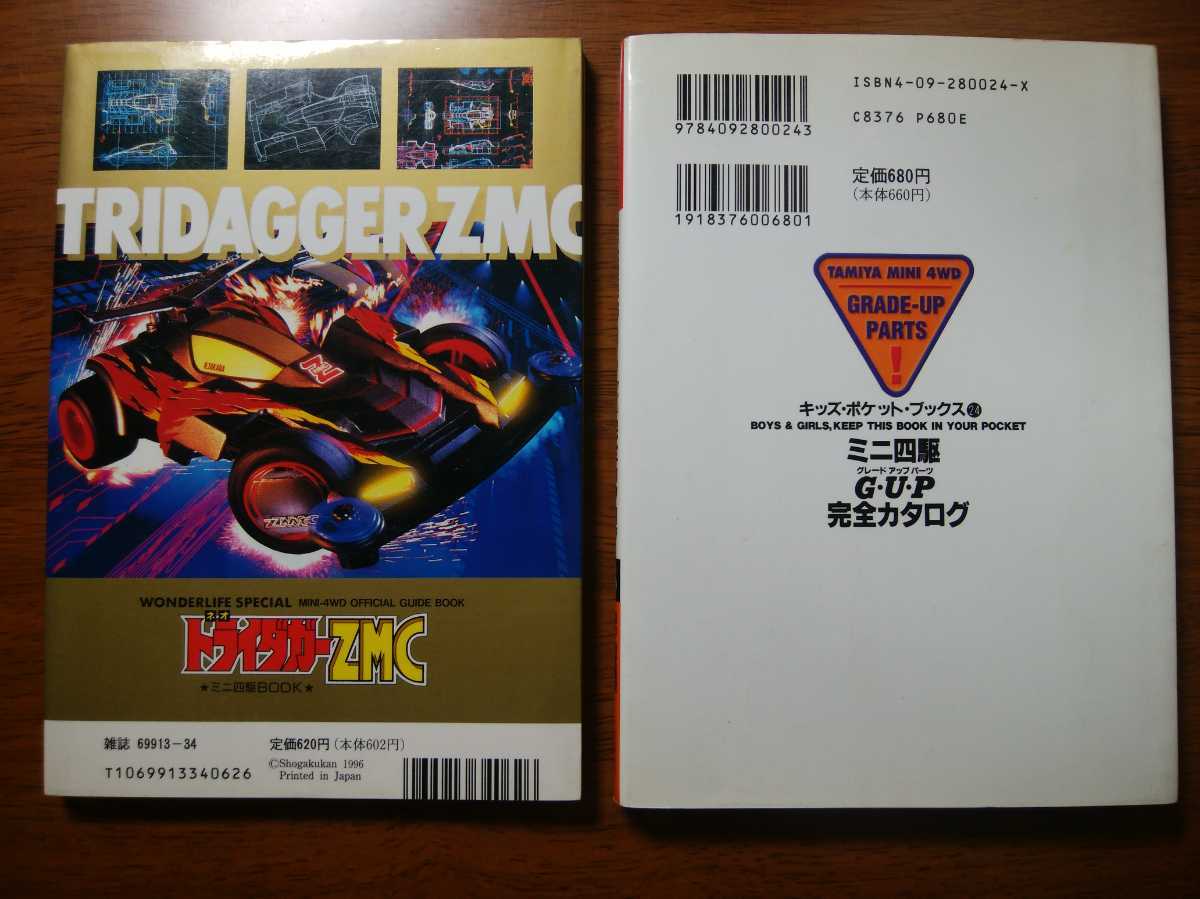 TRIDAGGER ZMC
WONDERLIFE SPECIAL MINI-4WD OFFICIAL GUIDE BOOK
ネオ
トライダガーZMC
★ミニ四駆BOOK★
雑誌 69913-34
定価620円(本体602円)
T1069913340626
©Shogakukan 1996
Printed in Japan
9784092800243
ISBN4-09-280024-X
C8376 P680E
1918376006801
定価680円
(本体660円)
TAMIYA MINI 4WD
GRADE-UP
PARTS
!
キッズ・ポケット・ブックス24
BOYS & GIRLS,KEEP THIS BOOK IN YOUR POCKET
ミニ四駆
グレードアップパーツ
G・U・P
完全カタログ